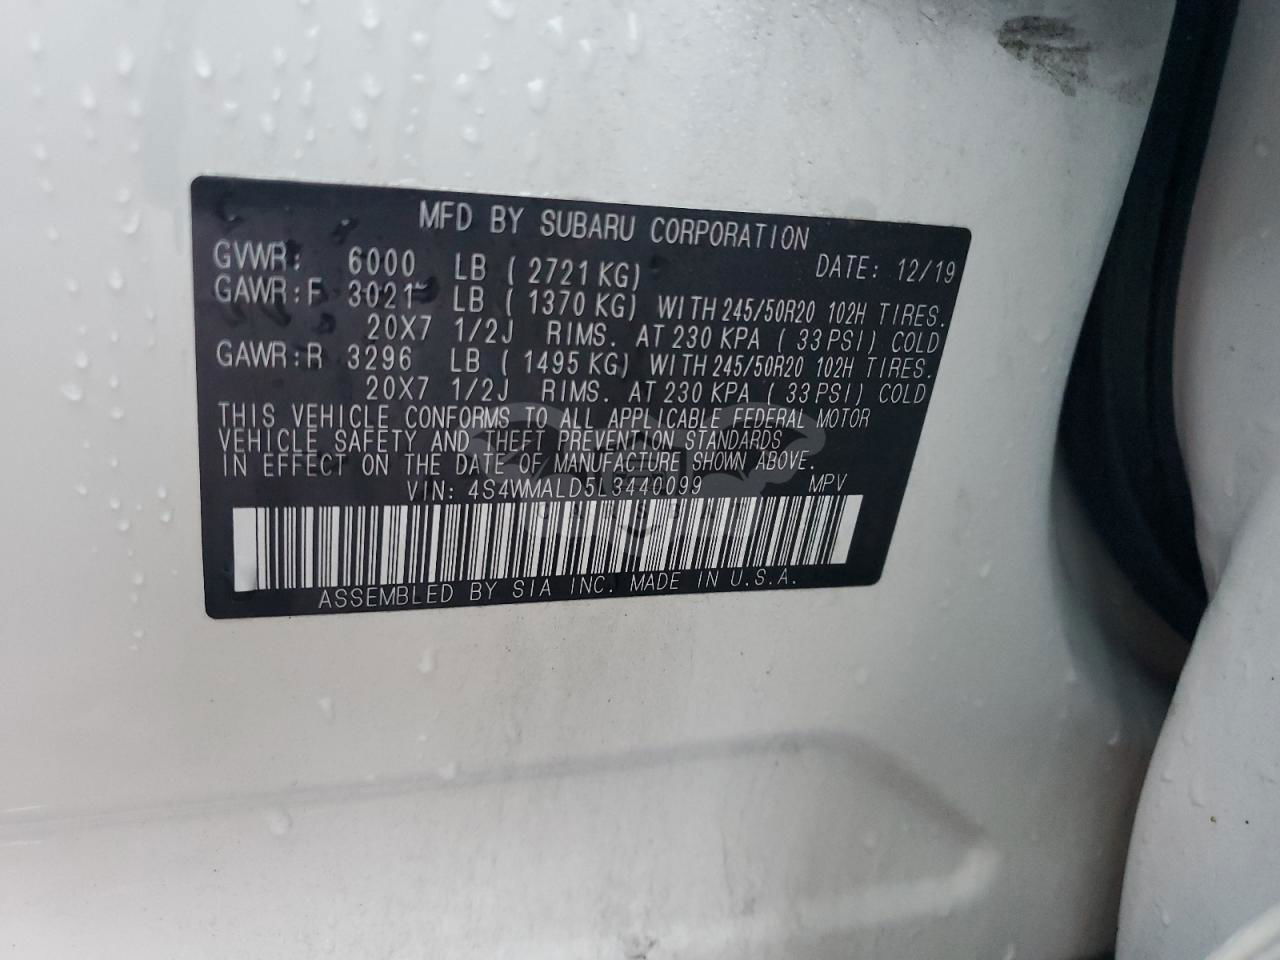 MFD BY SUBARU CORPORATION
GVWR: 6000 LB ( 2721 KG) DATE: 12/19
GAWR:F 3021 LB ( 1370 KG) WITH 245/50R20 102H TIRES.
20X7 1/2J RIMS. AT 230 KPA ( 33 PSI) COLD
GAWR:R 3296 LB ( 1495 KG) WITH 245/50R20 102H TIRES.
20X7 1/2J RIMS. AT 230 KPA ( 33 PSI) COLD
THIS VEHICLE CONFORMS TO ALL APPLICABLE FEDERAL MOTOR
VEHICLE SAFETY AND THEFT PREVENTION STANDARDS
IN EFFECT ON THE DATE OF MANUFACTURE SHOWN ABOVE.
VIN: 4S4WMALD5L3440099 MPV
ASSEMBLED BY SIA INC. MADE IN U.S.A.